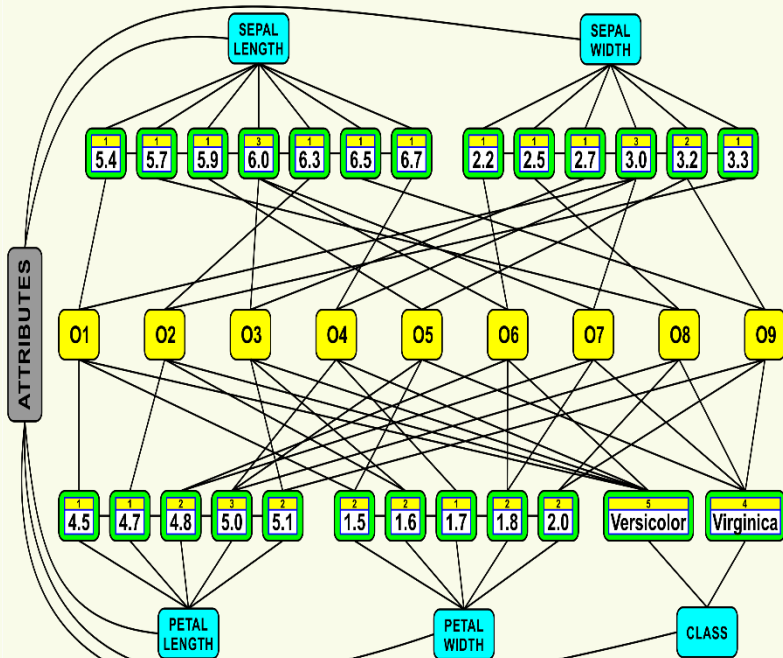 SEPAL
LENGTH
SEPAL
WIDTH
1 1 1 3 1 1 1
5.4 5.7 5.9 6.0 6.3 6.5 6.7
1 1 1 3 2 1
2.2 2.5 2.7 3.0 3.2 3.3
ATTRIBUTES
O1 O2 O3 O4 O5 O6 O7 O8 O9
1 1 2 3 2
4.5 4.7 4.8 5.0 5.1
2 2 1 2 2
1.5 1.6 1.7 1.8 2.0
5 4
Versicolor Virginica
PETAL
LENGTH
PETAL
WIDTH
CLASS